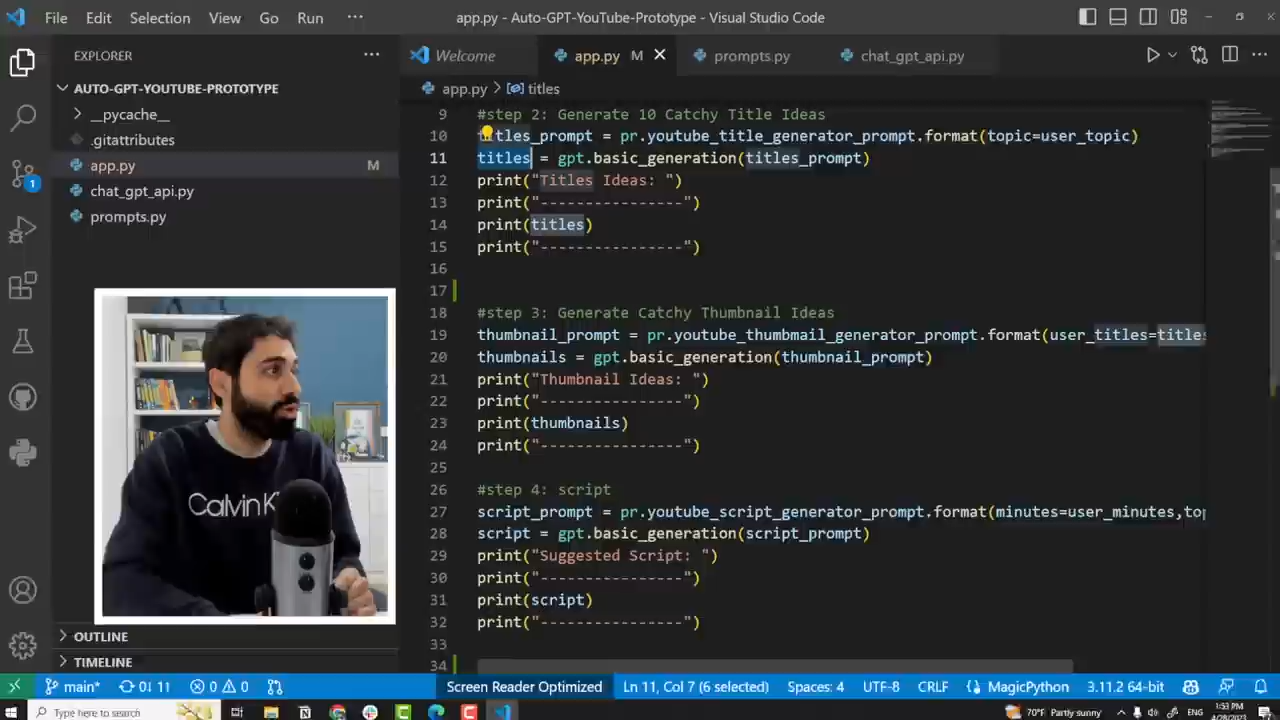 File Edit Selection View Go Run ··· app.py - Auto-GPT-YouTube-Prototype - Visual Studio Code
EXPLORER
AUTO-GPT-YOUTUBE-PROTOTYPE
__pycache__
.gitattributes
app.py M
chat_gpt_api.py
prompts.py
1
Calvin K
OUTLINE
TIMELINE
Welcome app.py M prompts.py chat_gpt_api.py
app.py > titles
9 #step 2: Generate 10 Catchy Title Ideas
10 titles_prompt = pr.youtube_title_generator_prompt.format(topic=user_topic)
11 titles = gpt.basic_generation(titles_prompt)
12 print("Titles Ideas: ")
13 print("----------------")
14 print(titles)
15 print("----------------")
16
17
18 #step 3: Generate Catchy Thumbnail Ideas
19 thumbnail_prompt = pr.youtube_thumbmail_generator_prompt.format(user_titles=titles
20 thumbnails = gpt.basic_generation(thumbnail_prompt)
21 print("Thumbnail Ideas: ")
22 print("----------------")
23 print(thumbnails)
24 print("----------------")
25
26 #step 4: script
27 script_prompt = pr.youtube_script_generator_prompt.format(minutes=user_minutes,top
28 script = gpt.basic_generation(script_prompt)
29 print("Suggested Script: ")
30 print("----------------")
31 print(script)
32 print("----------------")
33
34
main* 0↓ 11 0 0 Screen Reader Optimized Ln 11, Col 7 (6 selected) Spaces: 4 UTF-8 CRLF MagicPython 3.11.2 64-bit
Type here to search 70°F Partly sunny ENG 1:53 PM
4/28/2023